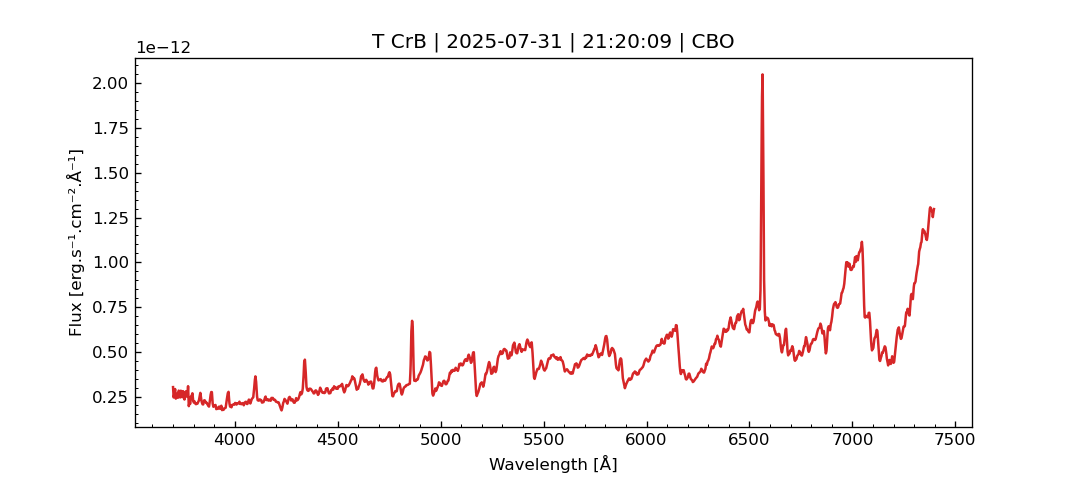 T CrB | 2025-07-31 | 21:20:09 | CBO
1e−12
2.00
1.75
1.50
1.25
1.00
0.75
0.50
0.25
Flux [erg.s⁻¹.cm⁻².Å⁻¹]
4000 4500 5000 5500 6000 6500 7000 7500
Wavelength [Å]